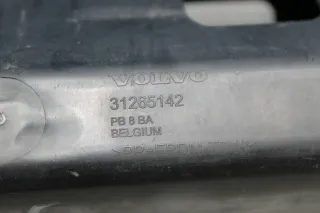 VOLVO
31265142
PB 8 BA
BELGIUM